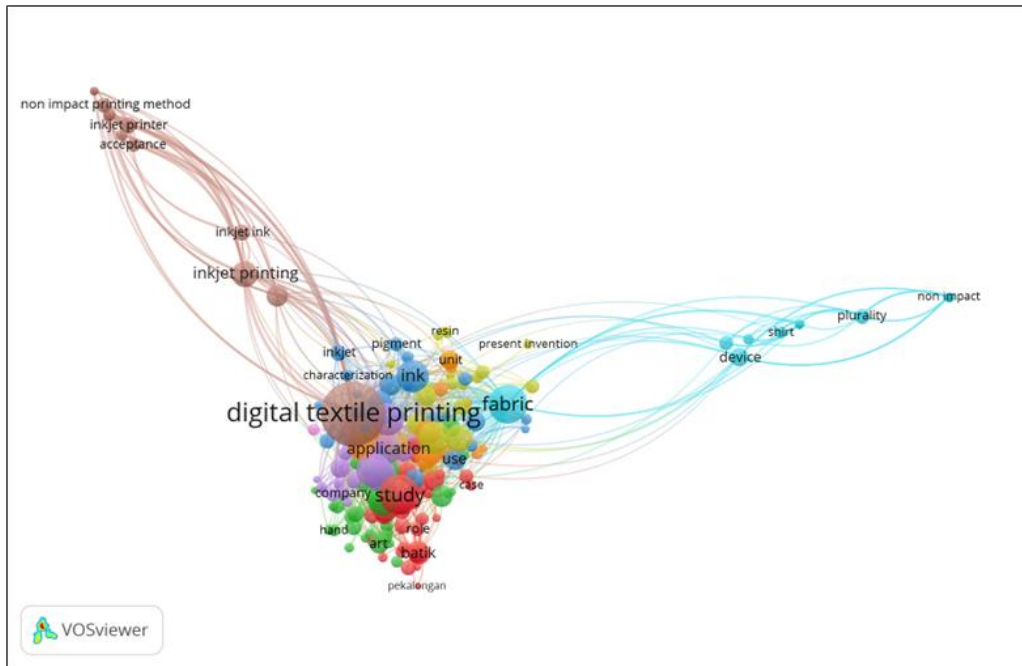 non impact printing method
inkjet printer
acceptance
inkjet ink
inkjet printing
non impact
plurality
shirt
device
resin
pigment
present invention
inkjet
unit
characterization
ink
fabric
digital textile printing
application
use
case
company
study
hand
role
art
batik
pekalongan
VOSviewer